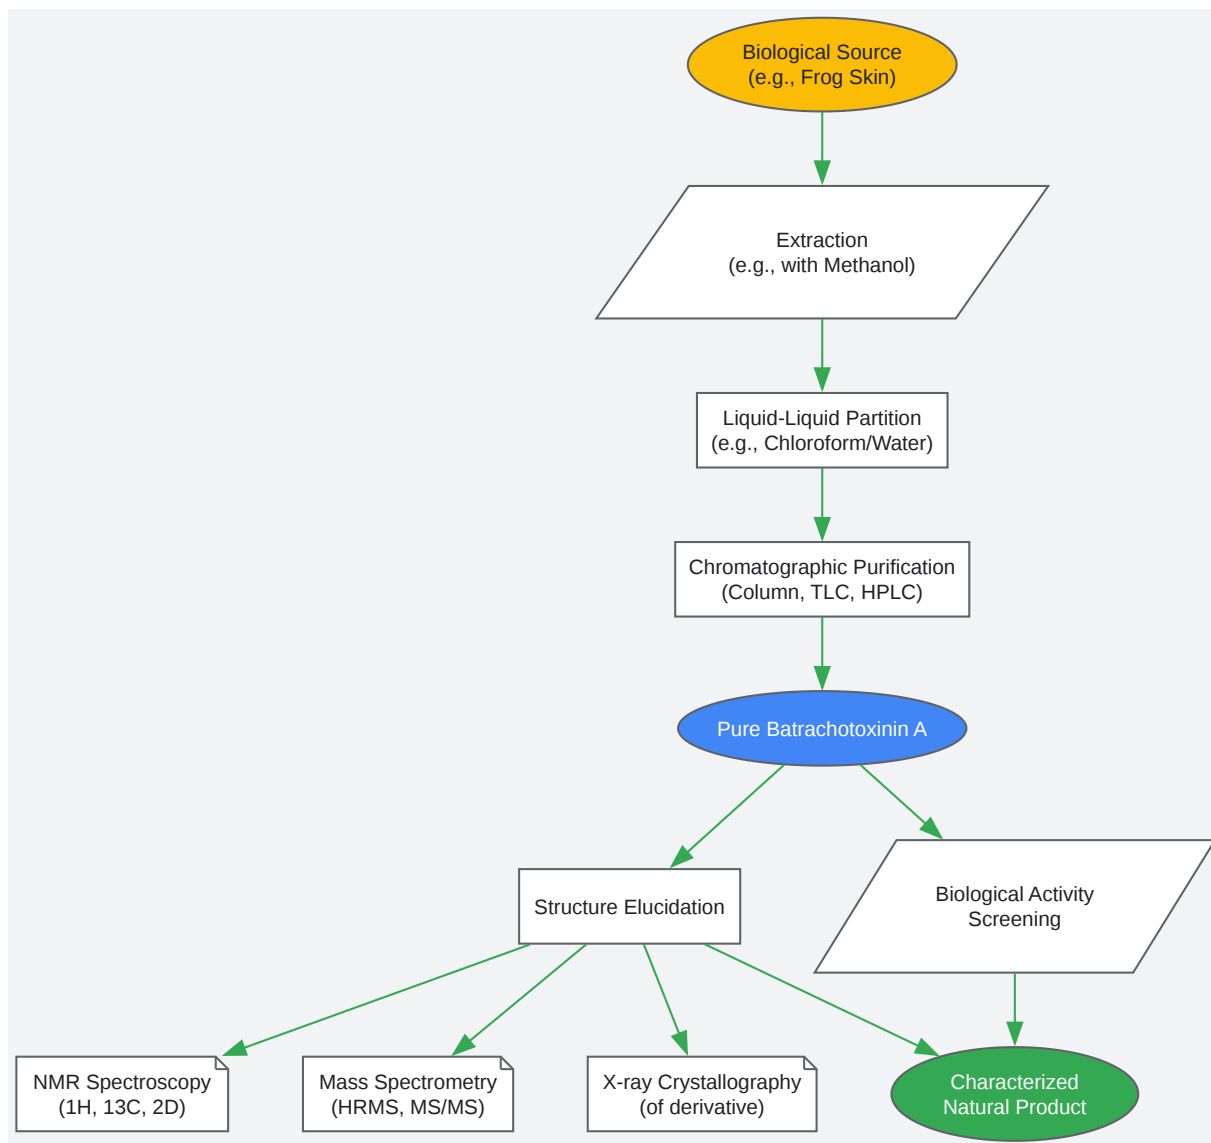 Biological Source
(e.g., Frog Skin)
Extraction
(e.g., with Methanol)
Liquid-Liquid Partition
(e.g., Chloroform/Water)
Chromatographic Purification
(Column, TLC, HPLC)
Pure Batrachotoxinin A
Structure Elucidation
Biological Activity
Screening
NMR Spectroscopy
(1H, 13C, 2D)
Mass Spectrometry
(HRMS, MS/MS)
X-ray Crystallography
(of derivative)
Characterized
Natural Product